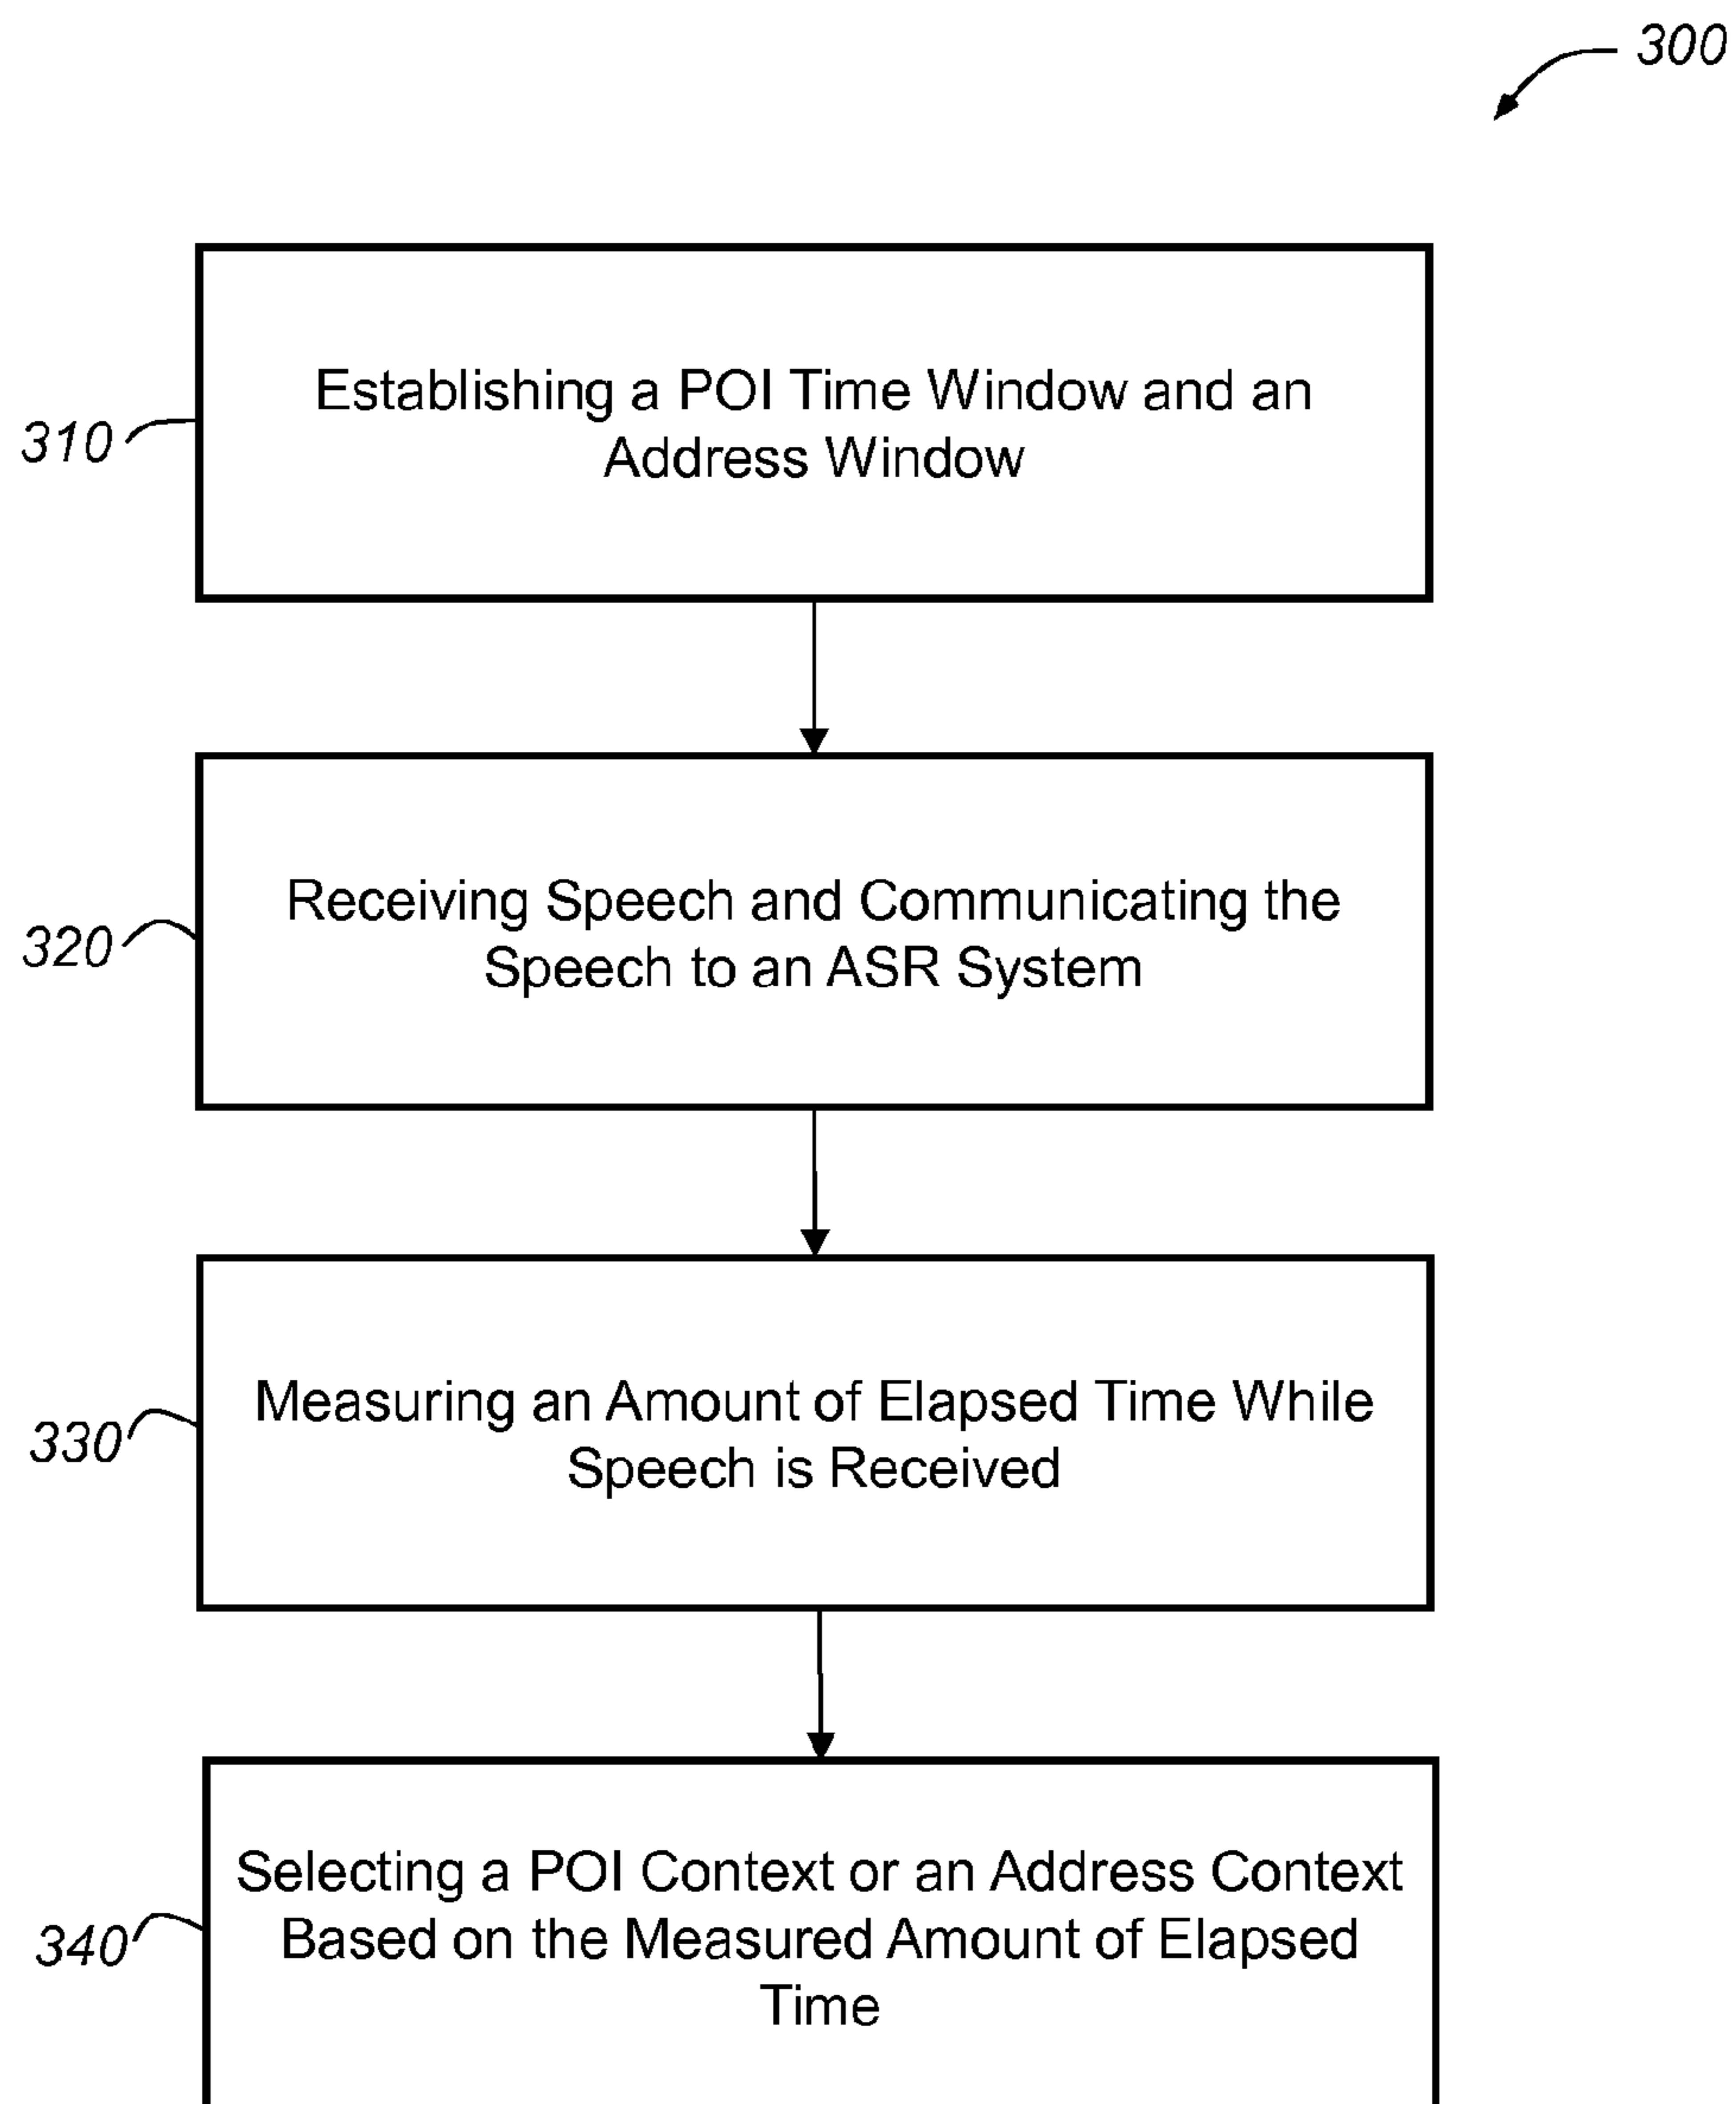 300
310
Establishing a POI Time Window and an
Address Window
320
Receiving Speech and Communicating the
Speech to an ASR System
330
Measuring an Amount of Elapsed Time While
Speech is Received
340
Selecting a POI Context or an Address Context
Based on the Measured Amount of Elapsed
Time